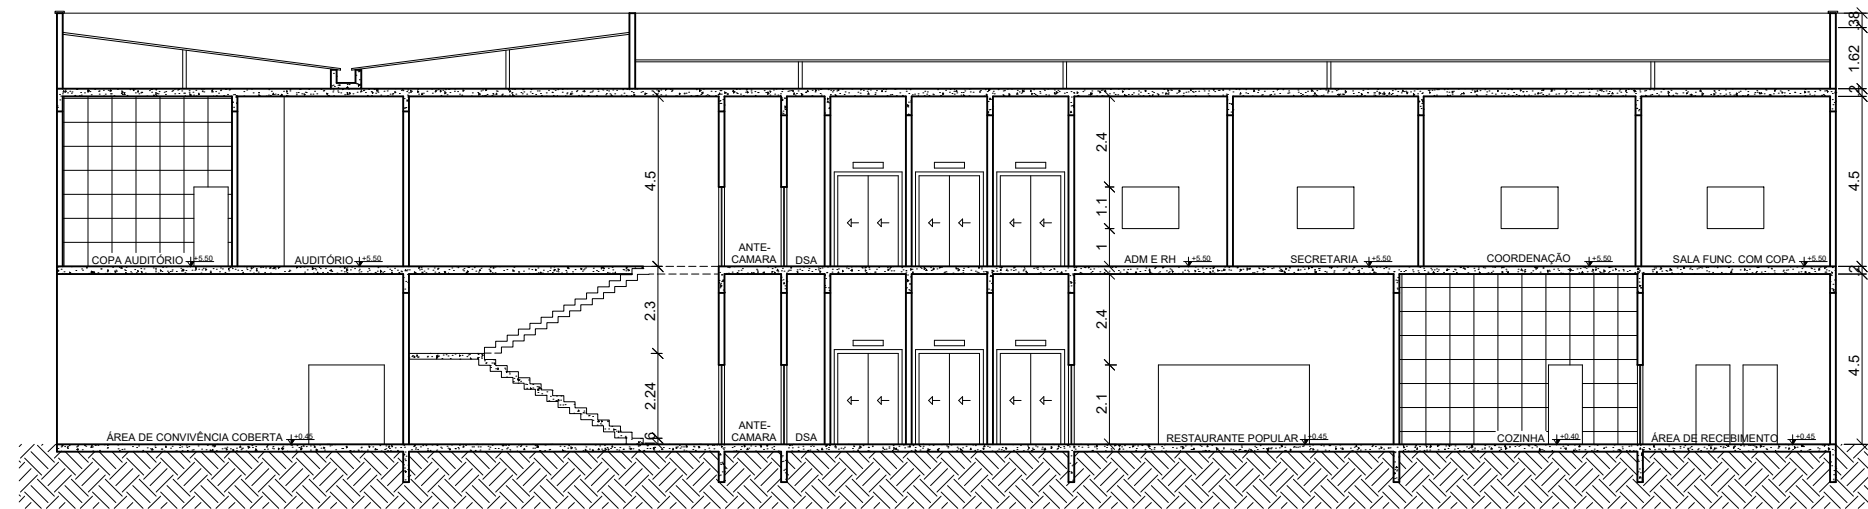 .38
1.62
.2
4.5
2.4
1.1
1
4.5
COPA AUDITÓRIO +5.50
AUDITÓRIO +5.50
ANTE-
CAMARA
DSA
ADM E RH +5.50
SECRETARIA +5.50
COORDENAÇÃO +5.50
SALA FUNC. COM COPA +5.50
.2
2.3
2.24
2.4
2.1
4.5
ÁREA DE CONVIVÊNCIA COBERTA +0.45
ANTE-
CAMARA
DSA
RESTAURANTE POPULAR +0.45
COZINHA +0.40
ÁREA DE RECEBIMENTO +0.45